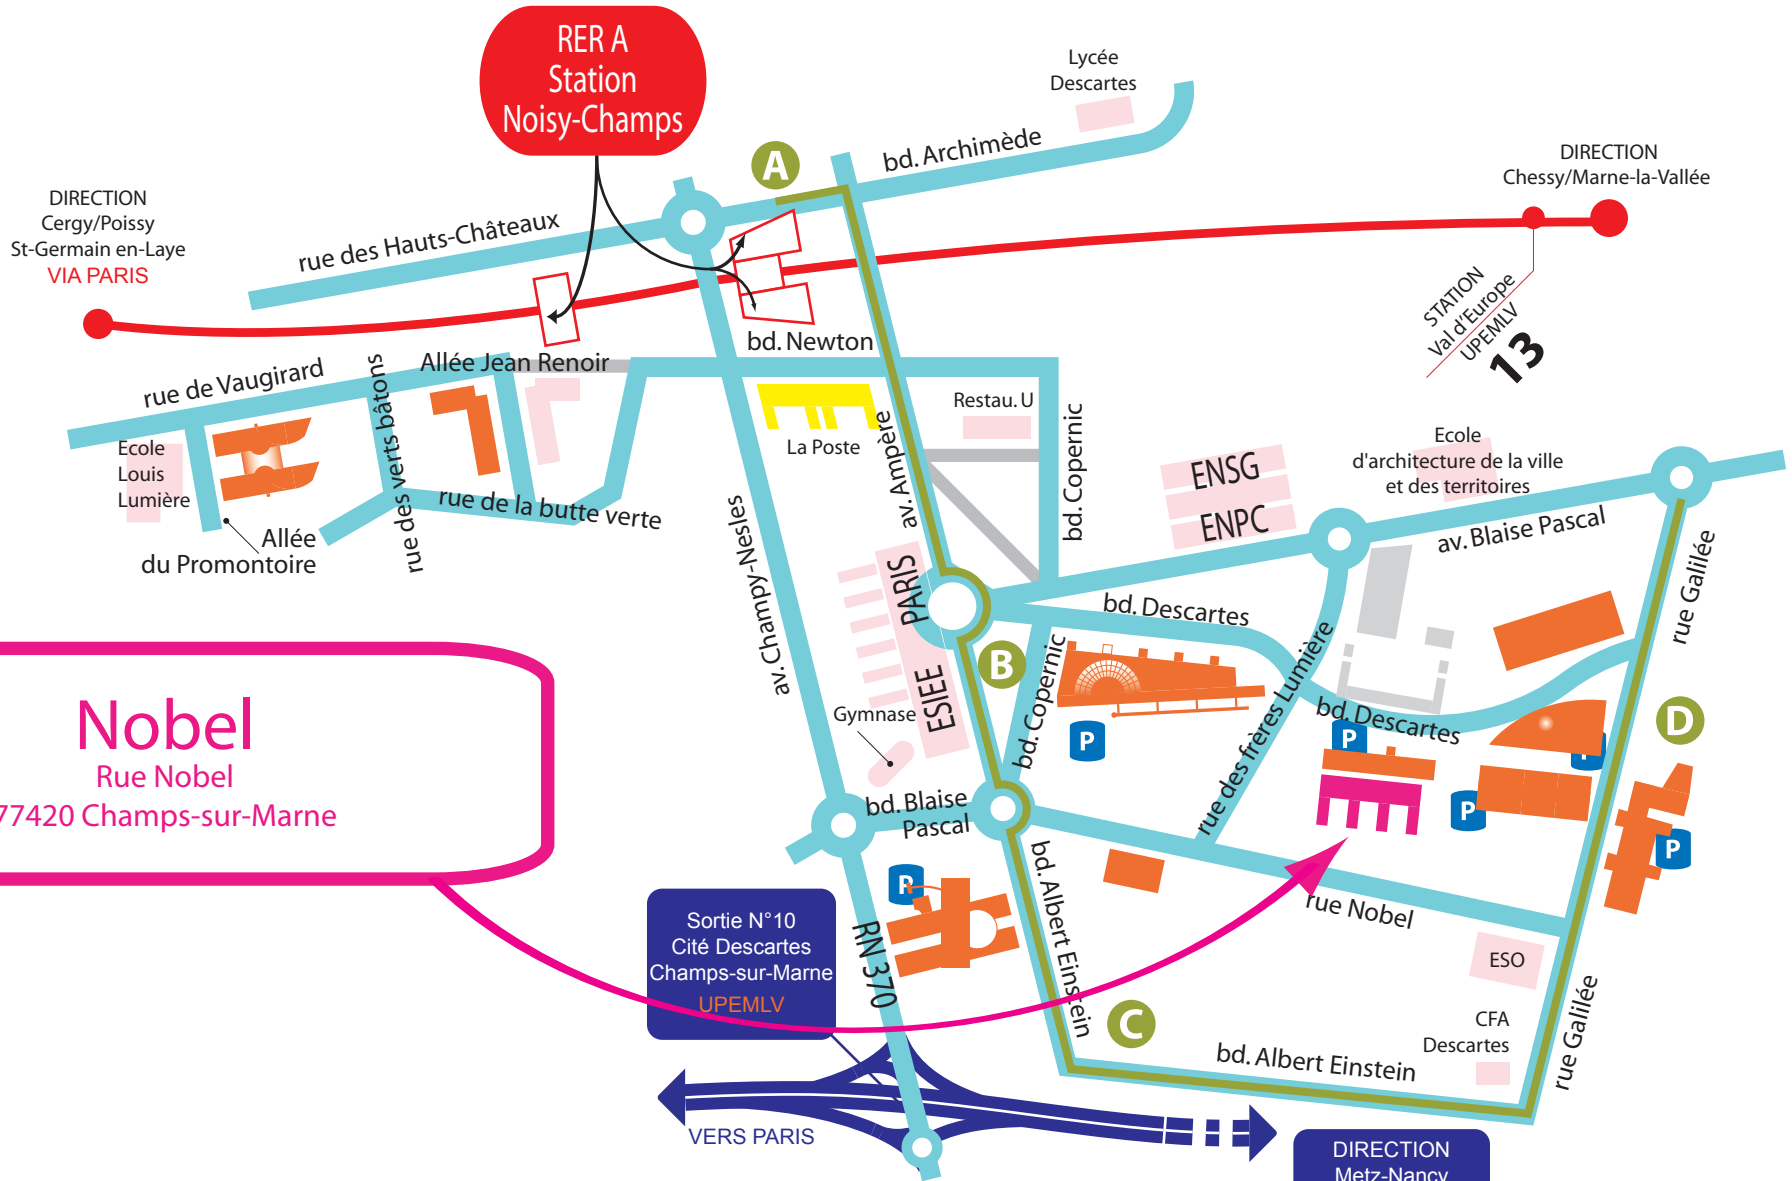 RER A
Station
Noisy-Champs
Lycée
Descartes
A
bd. Archimède
DIRECTION
Chessy/Marne-la-Vallée
DIRECTION
Cergy/Poissy
St-Germain en-Laye
VIA PARIS
rue des Hauts-Châteaux
STATION
Val d'Europe
UPEMLV
13
bd. Newton
Allée Jean Renoir
rue de Vaugirard
rue des verts bâtons
Restau. U
La Poste
av. Ampère
bd. Copernic
Ecole
Louis
Lumière
rue de la butte verte
Allée
du Promontoire
av. Champy-Nesles
ENSG
ENPC
Ecole
d'architecture de la ville
et des territoires
av. Blaise Pascal
rue Galilée
PARIS
ESIEE
bd. Descartes
B
bd. Copernic
rue des frères Lumière
Gymnase
P
bd. Descartes
P
P
D
Nobel
Rue Nobel
77420 Champs-sur-Marne
bd. Blaise
Pascal
P
P
P
bd. Albert Einstein
rue Nobel
Sortie N°10
Cité Descartes
Champs-sur-Marne
UPEMLV
RN 370
ESO
C
CFA
Descartes
bd. Albert Einstein
rue Galilée
VERS PARIS
DIRECTION
Metz-Nancy